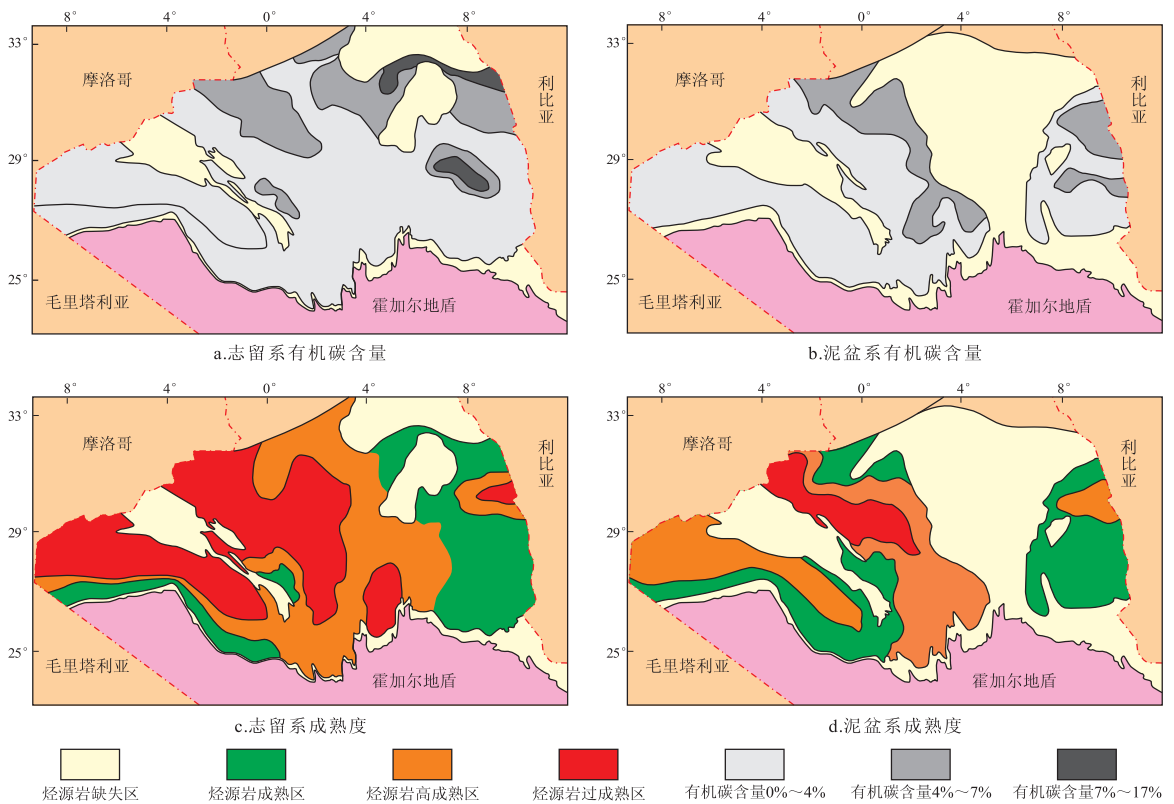 8° 4° 0° 4° 8°
33°
29°
25°
摩洛哥
利比亚
毛里塔利亚
霍加尔地盾
a.志留系有机碳含量
8° 4° 0° 4° 8°
33°
29°
25°
摩洛哥
利比亚
毛里塔利亚
霍加尔地盾
b.泥盆系有机碳含量
8° 4° 0° 4° 8°
33°
29°
25°
摩洛哥
利比亚
毛里塔利亚
霍加尔地盾
c.志留系成熟度
8° 4° 0° 4° 8°
33°
29°
25°
摩洛哥
利比亚
毛里塔利亚
霍加尔地盾
d.泥盆系成熟度
烃源岩缺失区
烃源岩成熟区
烃源岩高成熟区
烃源岩过成熟区
有机碳含量0%～4%
有机碳含量4%～7%
有机碳含量7%～17%